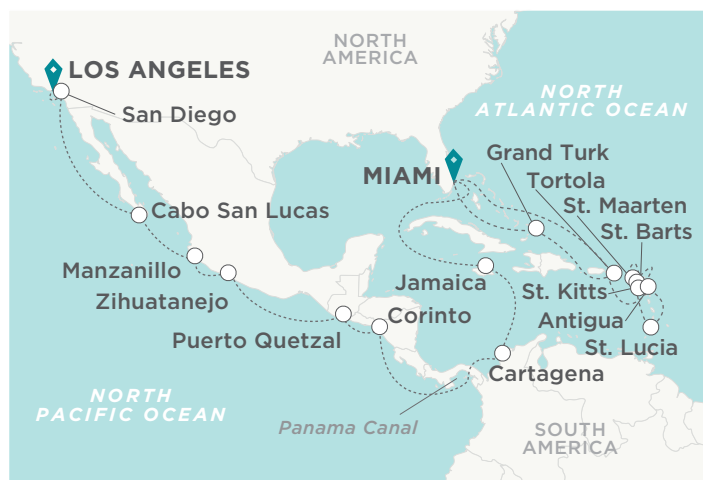 NORTH
AMERICA
LOS ANGELES
San Diego
NORTH
ATLANTIC OCEAN
Grand Turk
MIAMI
Tortola
St. Maarten
Cabo San Lucas
St. Barts
Manzanillo
Jamaica
St. Kitts
Zihuatanejo
Corinto
Antigua
Puerto Quetzal
St. Lucia
Cartagena
NORTH
PACIFIC OCEAN
Panama Canal
SOUTH
AMERICA